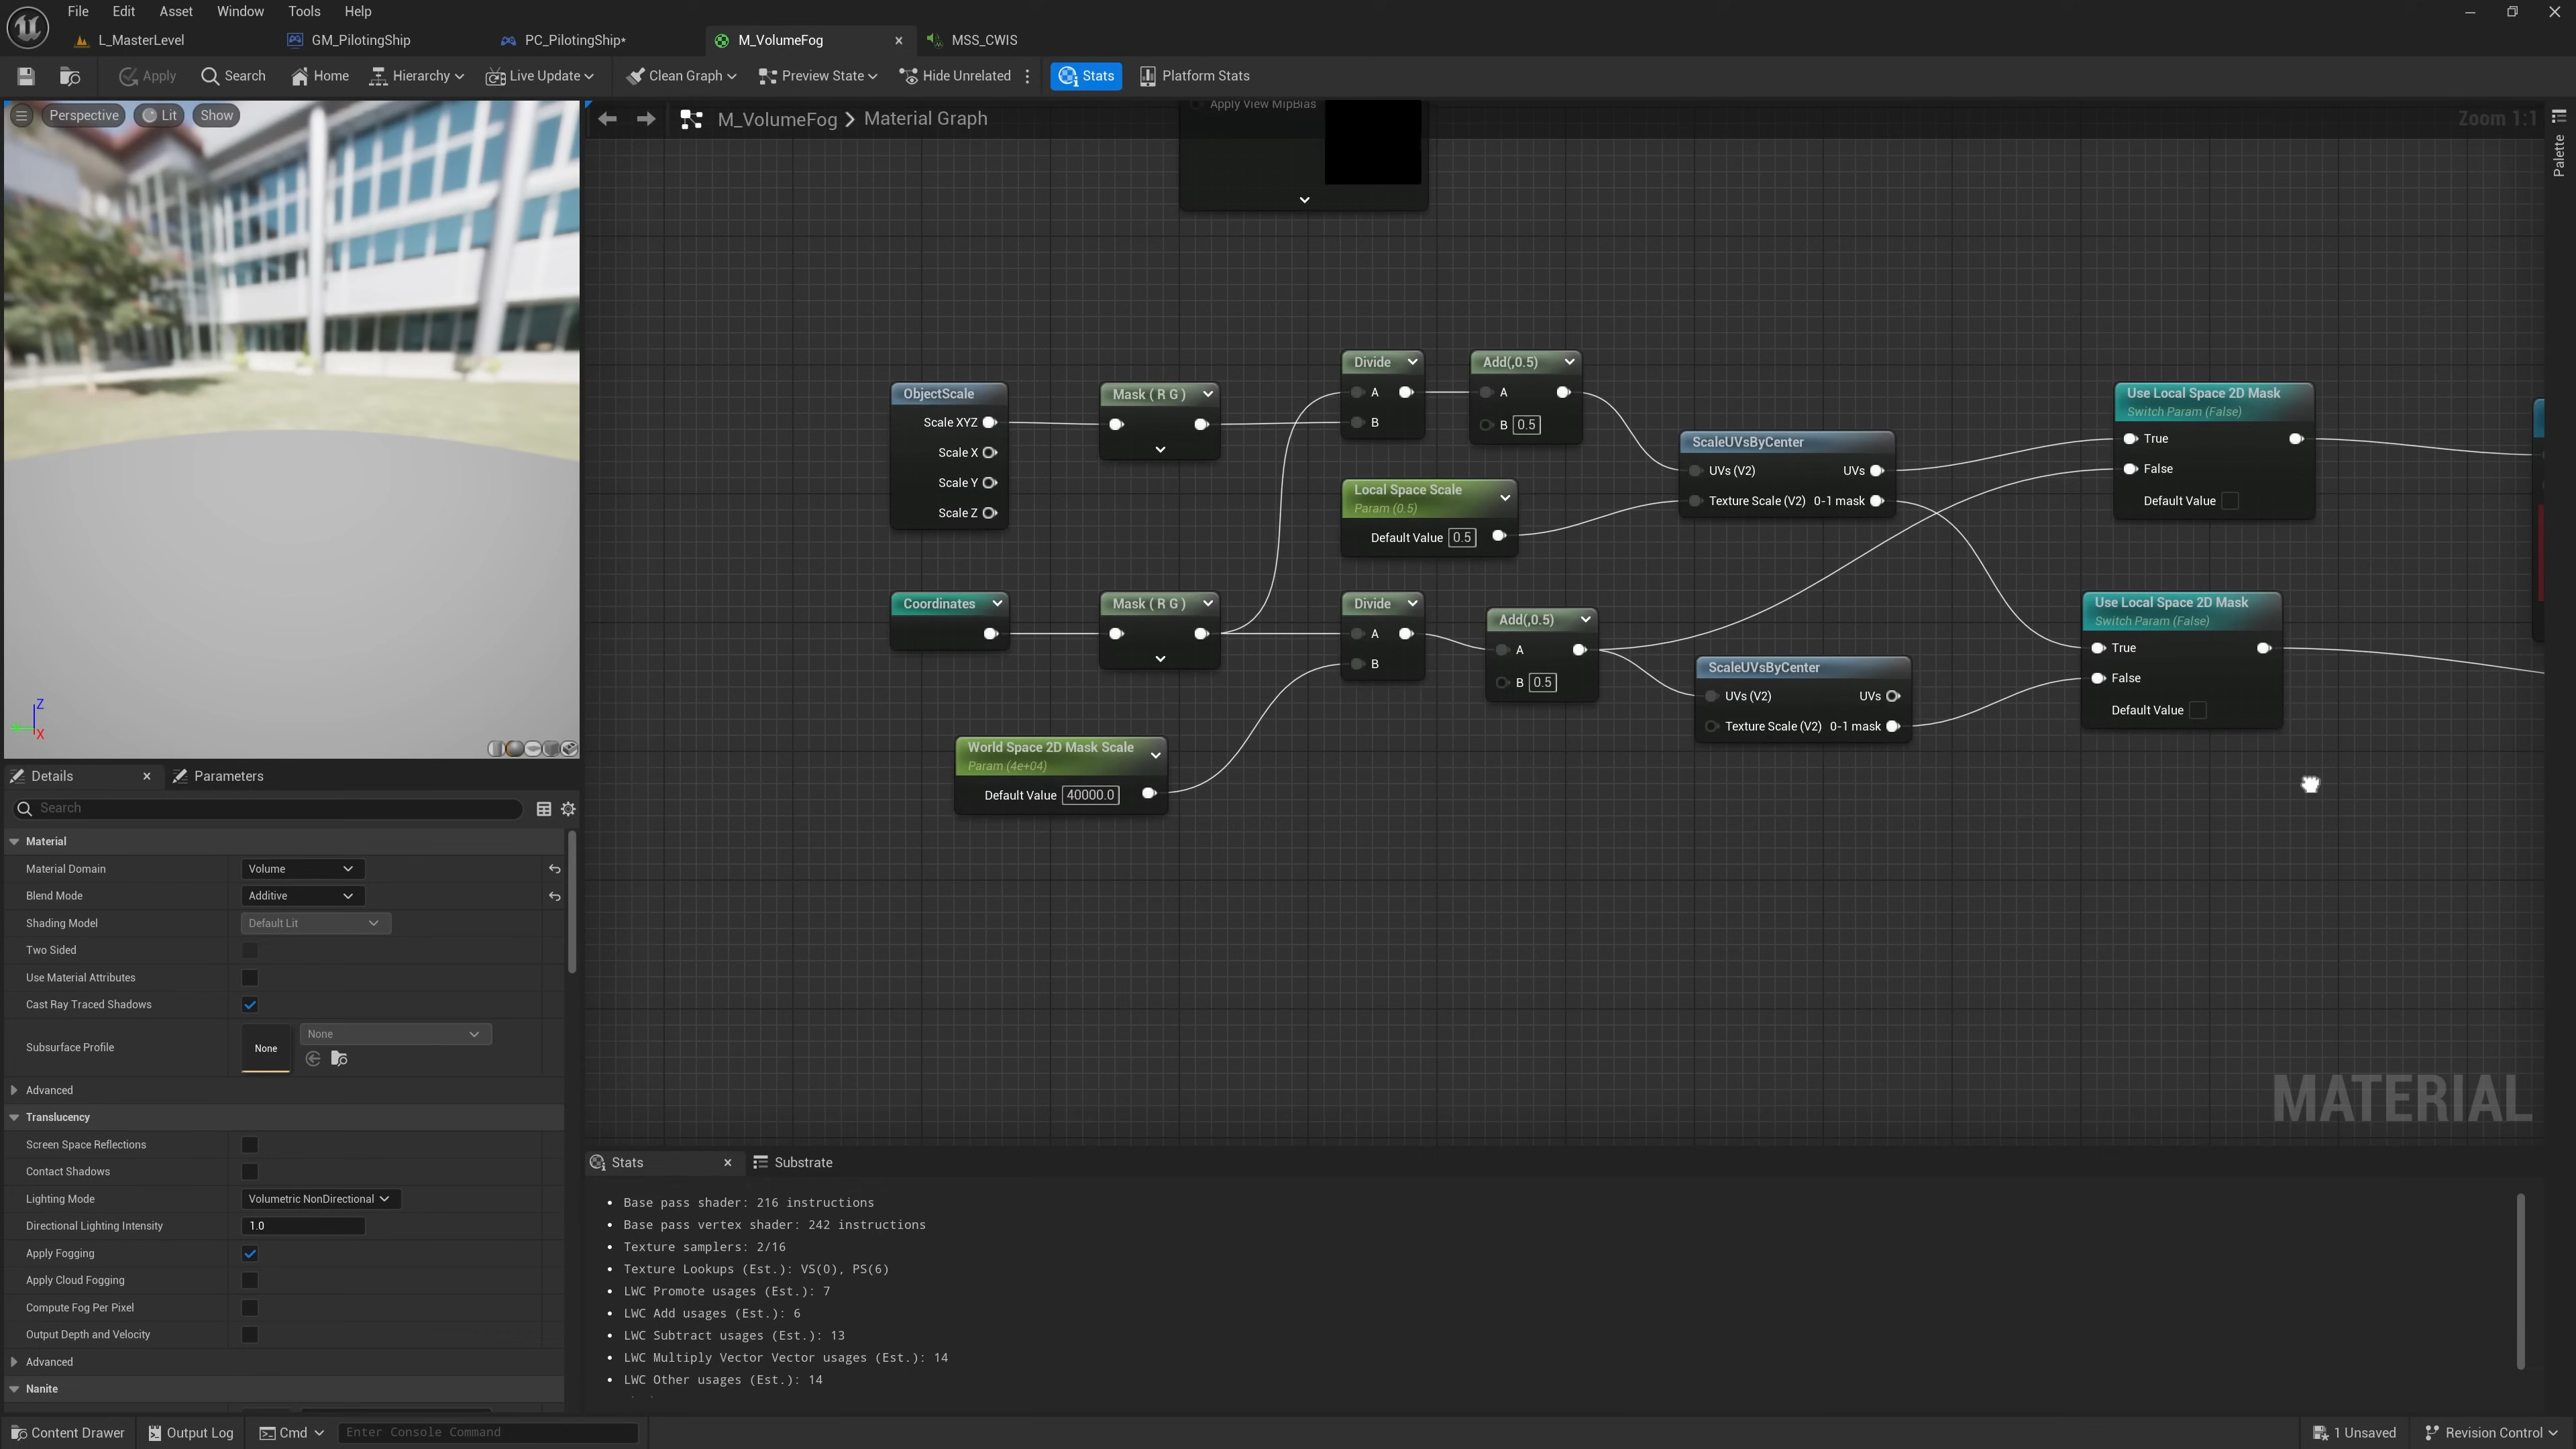 File Edit Asset Window Tools Help
L_MasterLevel GM_PilotingShip PC_PilotingShip* M_VolumeFog MSS_CWIS
Apply Search Home Hierarchy Live Update Clean Graph Preview State Hide Unrelated Stats Platform Stats
Perspective Lit Show
M_VolumeFog Material Graph
Zoom 1:1
Palette
Apply View MipBias
ObjectScale
Scale XYZ
Scale X
Scale Y
Scale Z
Mask ( R G )
Divide
A
B
Add(,0.5)
A
B 0.5
Local Space Scale
Param (0.5)
Default Value 0.5
ScaleUVsByCenter
UVs (V2) UVs
Texture Scale (V2) 0-1 mask
Use Local Space 2D Mask
Switch Param (False)
True
False
Default Value
Coordinates
Mask ( R G )
Divide
A
B
Add(,0.5)
A
B 0.5
ScaleUVsByCenter
UVs (V2) UVs
Texture Scale (V2) 0-1 mask
Use Local Space 2D Mask
Switch Param (False)
True
False
Default Value
World Space 2D Mask Scale
Param (4e+04)
Default Value 40000.0
MATERIAL
Z
X
Details Parameters
Search
Material
Material Domain Volume
Blend Mode Additive
Shading Model Default Lit
Two Sided
Use Material Attributes
Cast Ray Traced Shadows
Subsurface Profile None None
Advanced
Translucency
Screen Space Reflections
Contact Shadows
Lighting Mode Volumetric NonDirectional
Directional Lighting Intensity 1.0
Apply Fogging
Apply Cloud Fogging
Compute Fog Per Pixel
Output Depth and Velocity
Advanced
Nanite
Stats Substrate
• Base pass shader: 216 instructions
• Base pass vertex shader: 242 instructions
• Texture samplers: 2/16
• Texture Lookups (Est.): VS(0), PS(6)
• LWC Promote usages (Est.): 7
• LWC Add usages (Est.): 6
• LWC Subtract usages (Est.): 13
• LWC Multiply Vector Vector usages (Est.): 14
• LWC Other usages (Est.): 14
Content Drawer Output Log Cmd Enter Console Command 1 Unsaved Revision Control